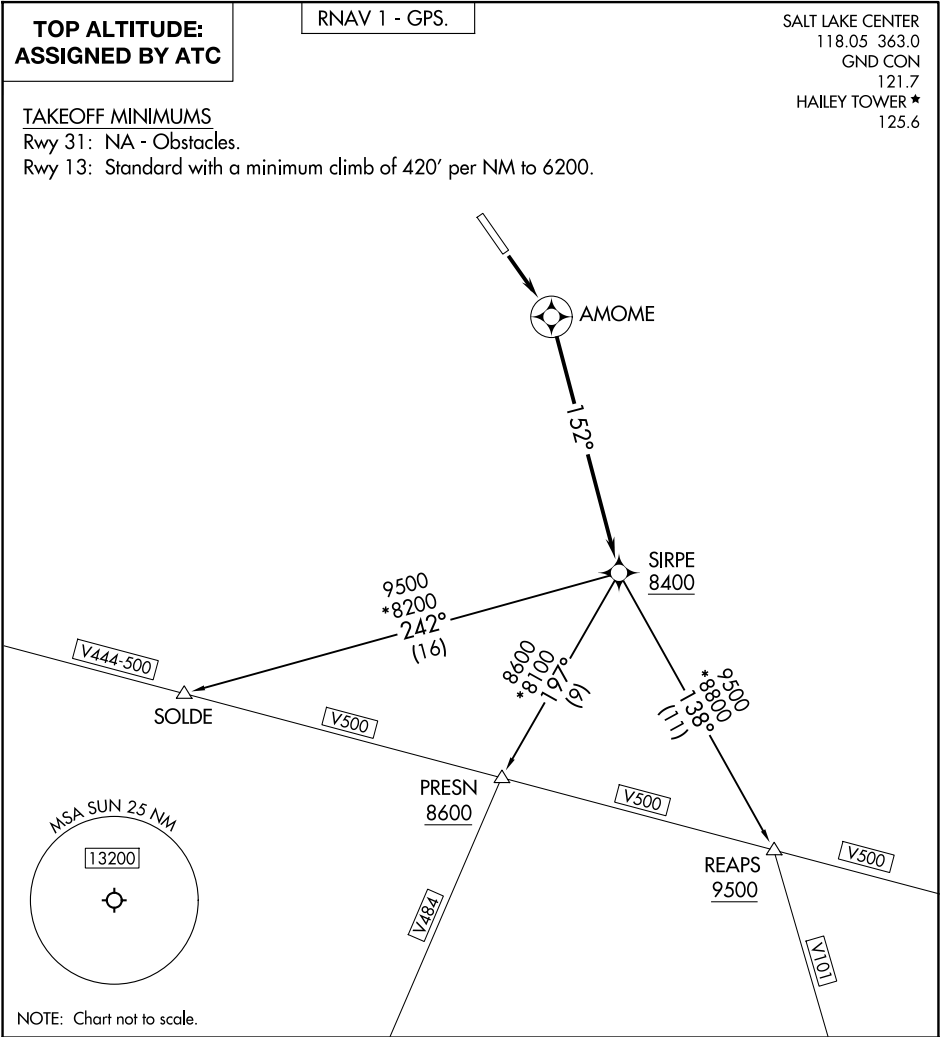 TOP ALTITUDE:
ASSIGNED BY ATC
RNAV 1 - GPS.
SALT LAKE CENTER
118.05 363.0
GND CON
121.7
HAILEY TOWER ★
125.6
TAKEOFF MINIMUMS
Rwy 31: NA - Obstacles.
Rwy 13: Standard with a minimum climb of 420′ per NM to 6200.
AMOME
152°
SIRPE
8400
9500
*8200
242°
(16)
8600
*8100
197°
(9)
9500
*8800
138°
(11)
V444-500
SOLDE
V500
PRESN
8600
V500
REAPS
9500
V500
V484
V101
MSA SUN 25 NM
13200
NOTE: Chart not to scale.